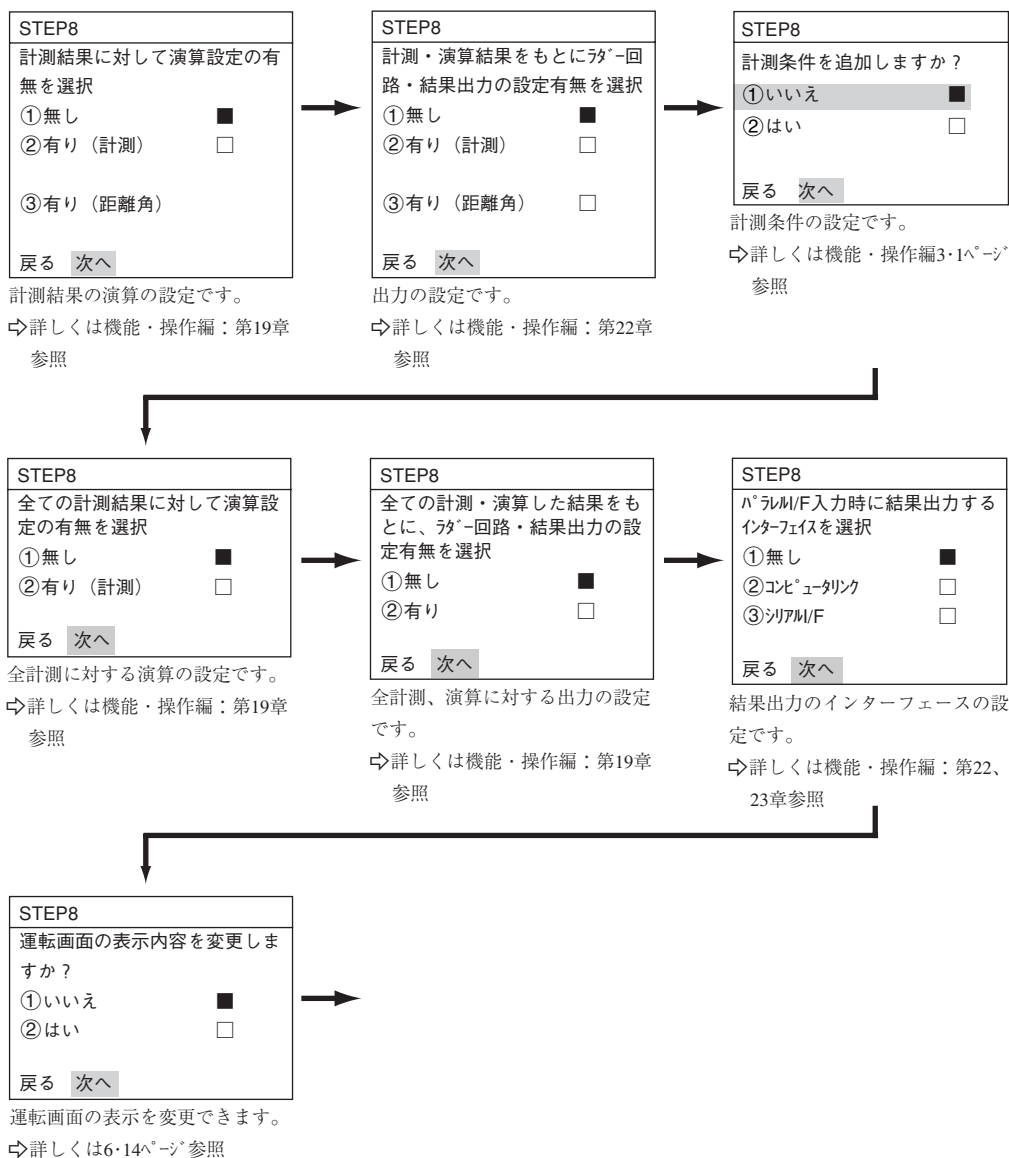 STEP8
計測結果に対して演算設定の有
無を選択
①無し ■
②有り（計測） □
③有り（距離角）
戻る 次へ
計測結果の演算の設定です。
⇨詳しくは機能・操作編：第19章
参照
STEP8
計測・演算結果をもとにﾗﾀﾞｰ回
路・結果出力の設定有無を選択
①無し ■
②有り（計測） □
③有り（距離角） □
戻る 次へ
出力の設定です。
⇨詳しくは機能・操作編：第22章
参照
STEP8
計測条件を追加しますか？
①いいえ ■
②はい □
戻る 次へ
計測条件の設定です。
⇨詳しくは機能・操作編3･1ﾍﾟｰｼﾞ
参照
STEP8
全ての計測結果に対して演算設
定の有無を選択
①無し ■
②有り（計測） □
戻る 次へ
全計測に対する演算の設定です。
⇨詳しくは機能・操作編：第19章
参照
STEP8
全ての計測・演算した結果をも
とに、ﾗﾀﾞｰ回路・結果出力の設
定有無を選択
①無し ■
②有り □
戻る 次へ
全計測、演算に対する出力の設定
です。
⇨詳しくは機能・操作編：第19章
参照
STEP8
ﾊﾟﾗﾚﾙI/F入力時に結果出力する
ｲﾝﾀｰﾌｪｲｽを選択
①無し ■
②ｺﾝﾋﾟｭｰﾀﾘﾝｸ □
③ｼﾘｱﾙI/F □
戻る 次へ
結果出力のインターフェースの設
定です。
⇨詳しくは機能・操作編：第22、
23章参照
STEP8
運転画面の表示内容を変更しま
すか？
①いいえ ■
②はい □
戻る 次へ
運転画面の表示を変更できます。
⇨詳しくは6･14ﾍﾟｰｼﾞ参照